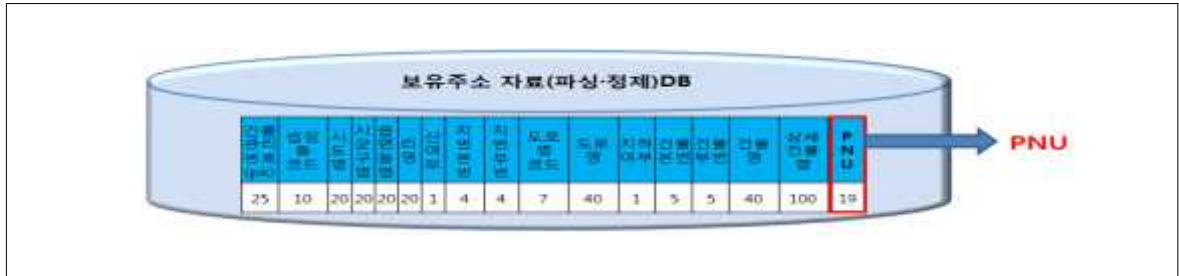 보유주소 자료(파싱·정제)DB
건물관리번호(pk) 법정동코드 시도명 시군구명 읍면동명 리명 산여부 지번본번 지번부번 도로명코드 도로명 지하여부 건물본번 건물부번 건물명 상세건물명 PNU
25 10 20 20 20 20 1 4 4 7 40 1 5 5 40 100 19
PNU